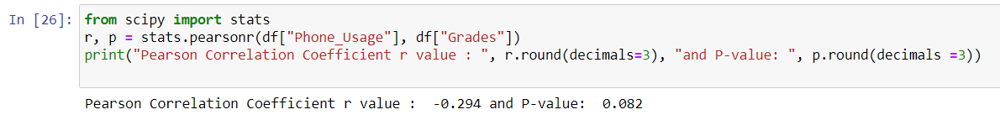 In [26]: from scipy import stats
r, p = stats.pearsonr(df["Phone_Usage"], df["Grades"])
print("Pearson Correlation Coefficient r value : ", r.round(decimals=3), "and P-value: ", p.round(decimals =3))
Pearson Correlation Coefficient r value :  -0.294 and P-value:  0.082